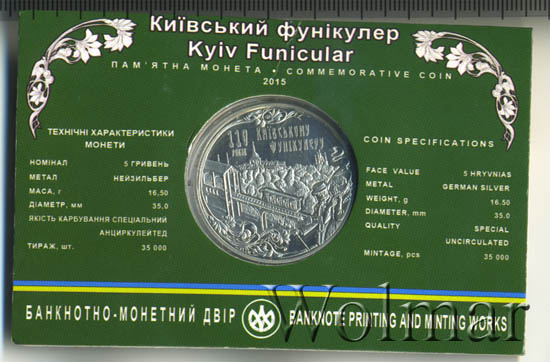 Київський фунікулер
Kyiv Funicular
ПАМ'ЯТНА МОНЕТА • COMMEMORATIVE COIN
2015
ТЕХНІЧНІ ХАРАКТЕРИСТИКИ
МОНЕТИ
НОМІНАЛ 5 ГРИВЕНЬ
МЕТАЛ НЕЙЗИЛЬБЕР
МАСА, г 16,50
ДІАМЕТР, мм 35,0
ЯКІСТЬ КАРБУВАННЯ СПЕЦІАЛЬНИЙ
АНЦИРКУЛЕЙТЕД
ТИРАЖ, шт. 35 000
110 КИЇВСЬКОМУ
РОКІВ ФУНІКУЛЕРУ
COIN SPECIFICATIONS
FACE VALUE 5 HRYVNIAS
METAL GERMAN SILVER
WEIGHT, g 16.50
DIAMETER, mm 35.0
QUALITY SPECIAL
UNCIRCULATED
MINTAGE, pcs 35 000
БАНКНОТНО-МОНЕТНИЙ ДВІР BANKNOTE PRINTING AND MINTING WORKS
Wolmar